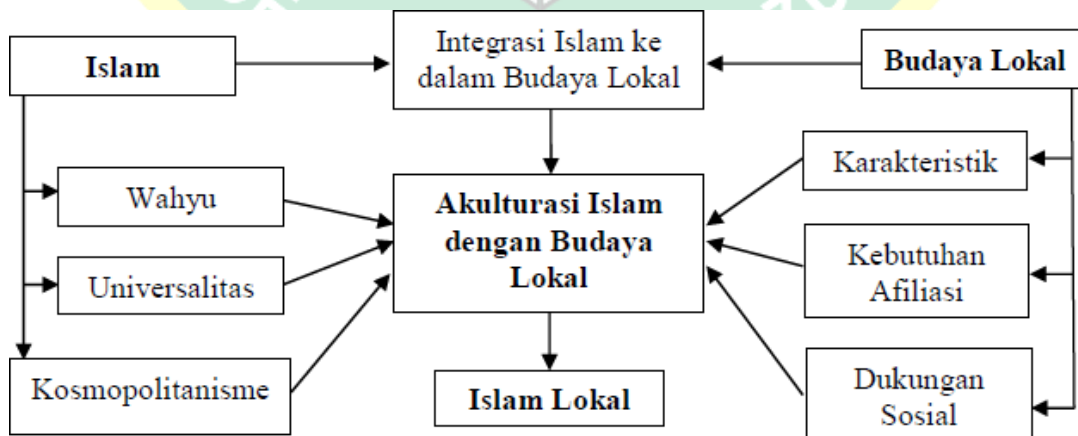 Islam
Integrasi Islam ke
dalam Budaya Lokal
Budaya Lokal
Wahyu
Universalitas
Kosmopolitanisme
Akulturasi Islam
dengan Budaya
Lokal
Karakteristik
Kebutuhan
Afiliasi
Dukungan
Sosial
Islam Lokal